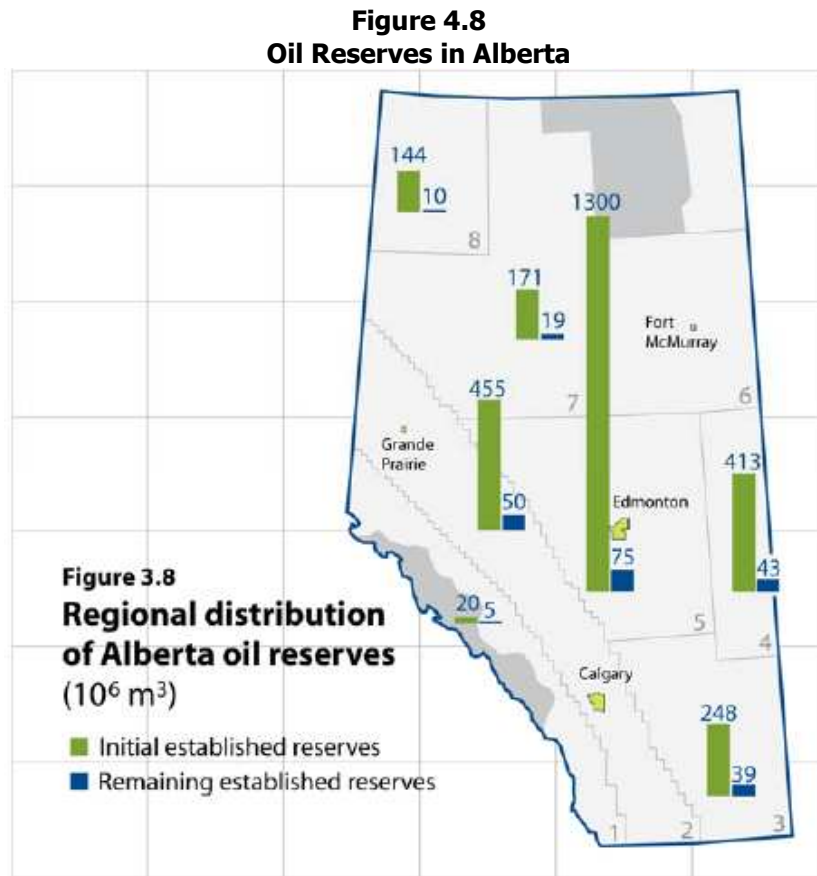 Figure 4.8
Oil Reserves in Alberta
144
10
8
1300
171
19
Fort
McMurray
7
6
455
50
Grande
Prairie
413
43
Edmonton
75
5
4
20
5
Figure 3.8
Regional distribution
of Alberta oil reserves
(10⁶ m³)
Initial established reserves
Remaining established reserves
Calgary
248
39
1
2
3